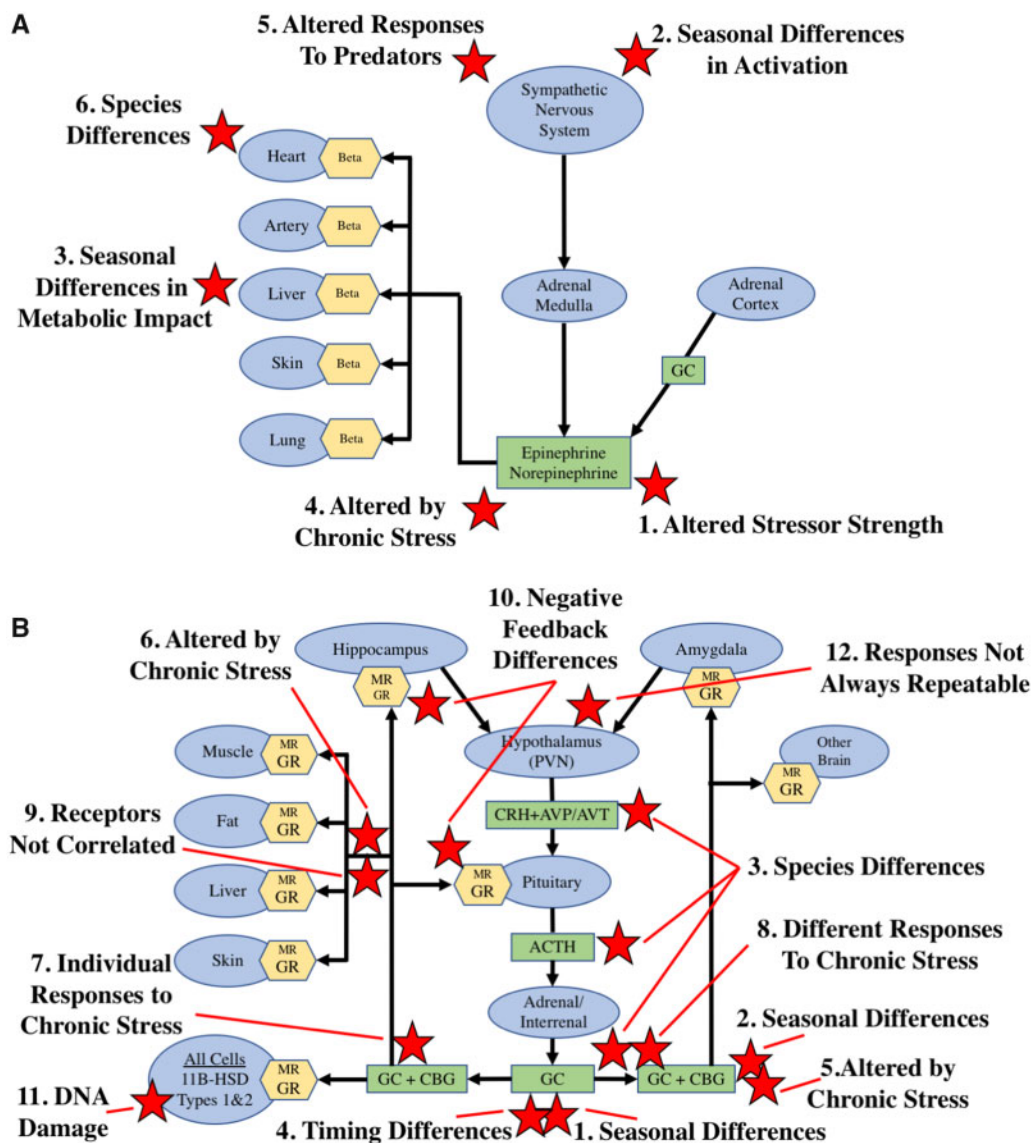 A
5. Altered Responses
To Predators
2. Seasonal Differences
in Activation
Sympathetic
Nervous
System
6. Species
Differences
Heart
Beta
Artery
Beta
3. Seasonal
Differences in
Metabolic Impact
Liver
Beta
Adrenal
Medulla
Adrenal
Cortex
Skin
Beta
GC
Lung
Beta
Epinephrine
Norepinephrine
4. Altered by
Chronic Stress
1. Altered Stressor Strength
B
6. Altered by
Chronic Stress
10. Negative
Feedback
Differences
Hippocampus
MR
GR
Amygdala
MR
GR
12. Responses Not
Always Repeatable
Muscle
MR
GR
Hypothalamus
(PVN)
Other
Brain
MR
GR
9. Receptors
Not Correlated
Fat
MR
GR
CRH+AVP/AVT
3. Species Differences
Liver
MR
GR
MR
GR
Pituitary
8. Different Responses
To Chronic Stress
Skin
MR
GR
ACTH
7. Individual
Responses to
Chronic Stress
Adrenal/
Interrenal
2. Seasonal Differences
All Cells
11B-HSD
Types 1&2
MR
GR
GC + CBG
GC
GC + CBG
5.Altered by
Chronic Stress
11. DNA
Damage
4. Timing Differences
1. Seasonal Differences